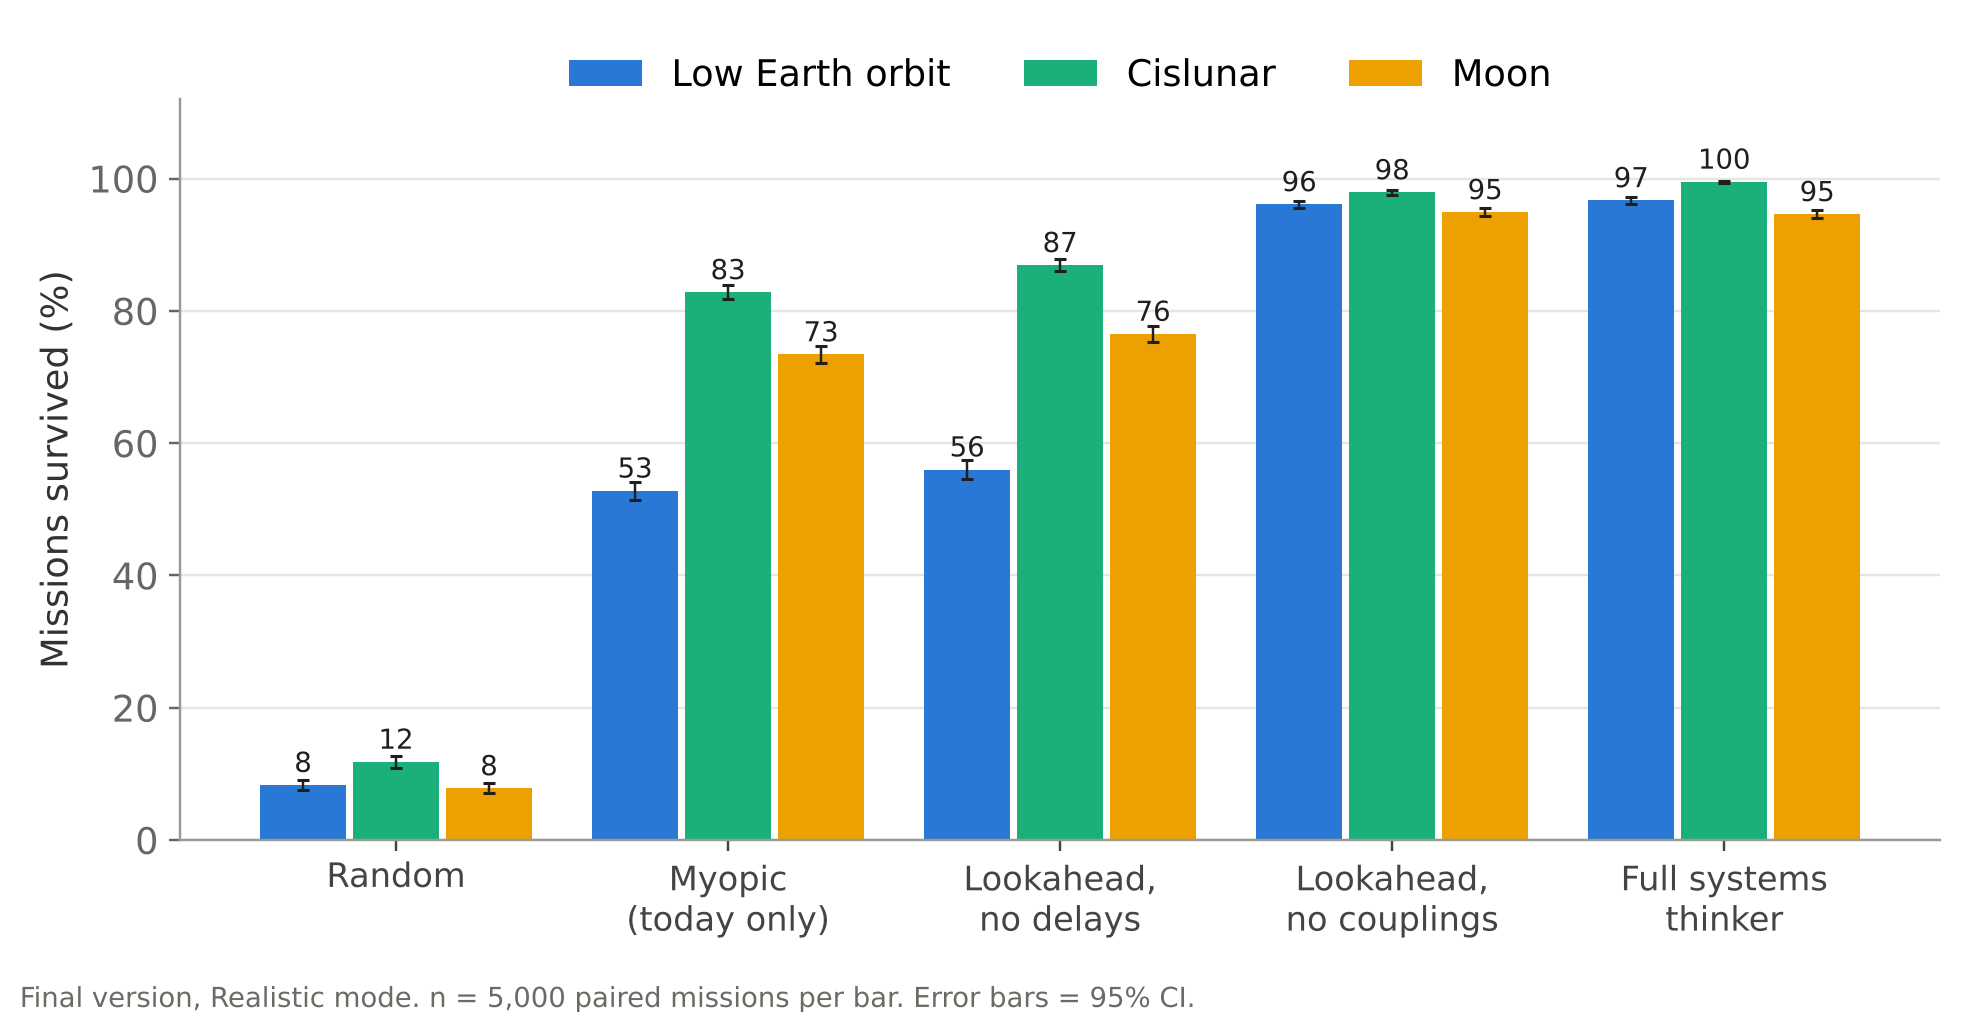 Low Earth orbit Cislunar Moon
Missions survived (%)
100
80
60
40
20
0
8 12 8
53 83 73
56 87 76
96 98 95
97 100 95
Random
Myopic
(today only)
Lookahead,
no delays
Lookahead,
no couplings
Full systems
thinker
Final version, Realistic mode. n = 5,000 paired missions per bar. Error bars = 95% CI.